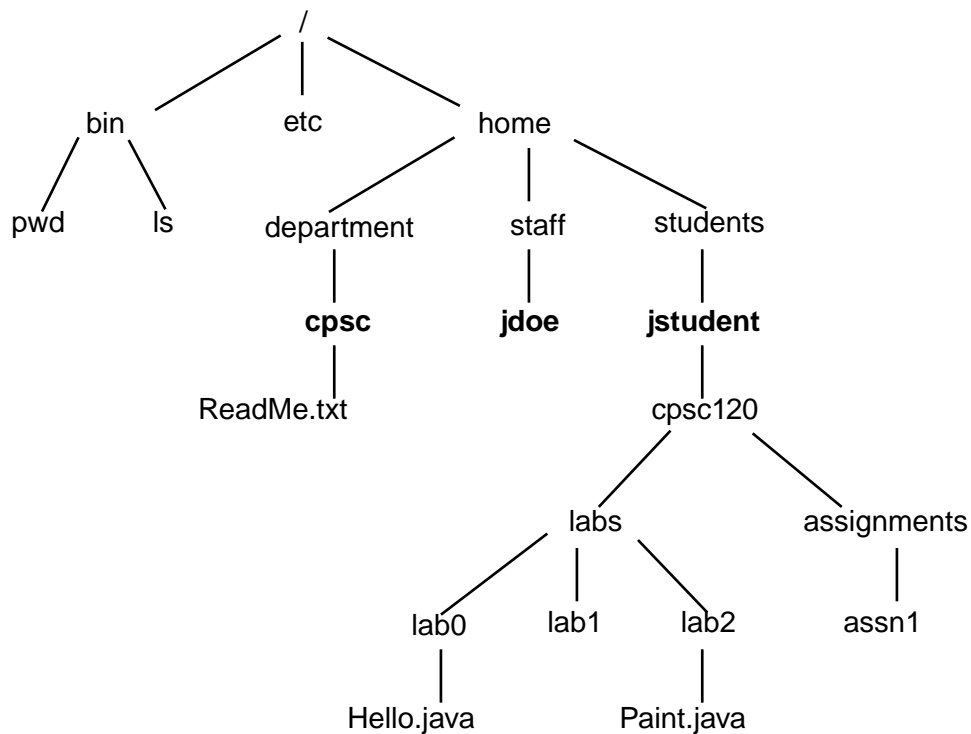 /
bin etc home
pwd ls department staff students
cpsc jdoe jstudent
ReadMe.txt cpsc120
labs assignments
lab0 lab1 lab2 assn1
Hello.java Paint.java